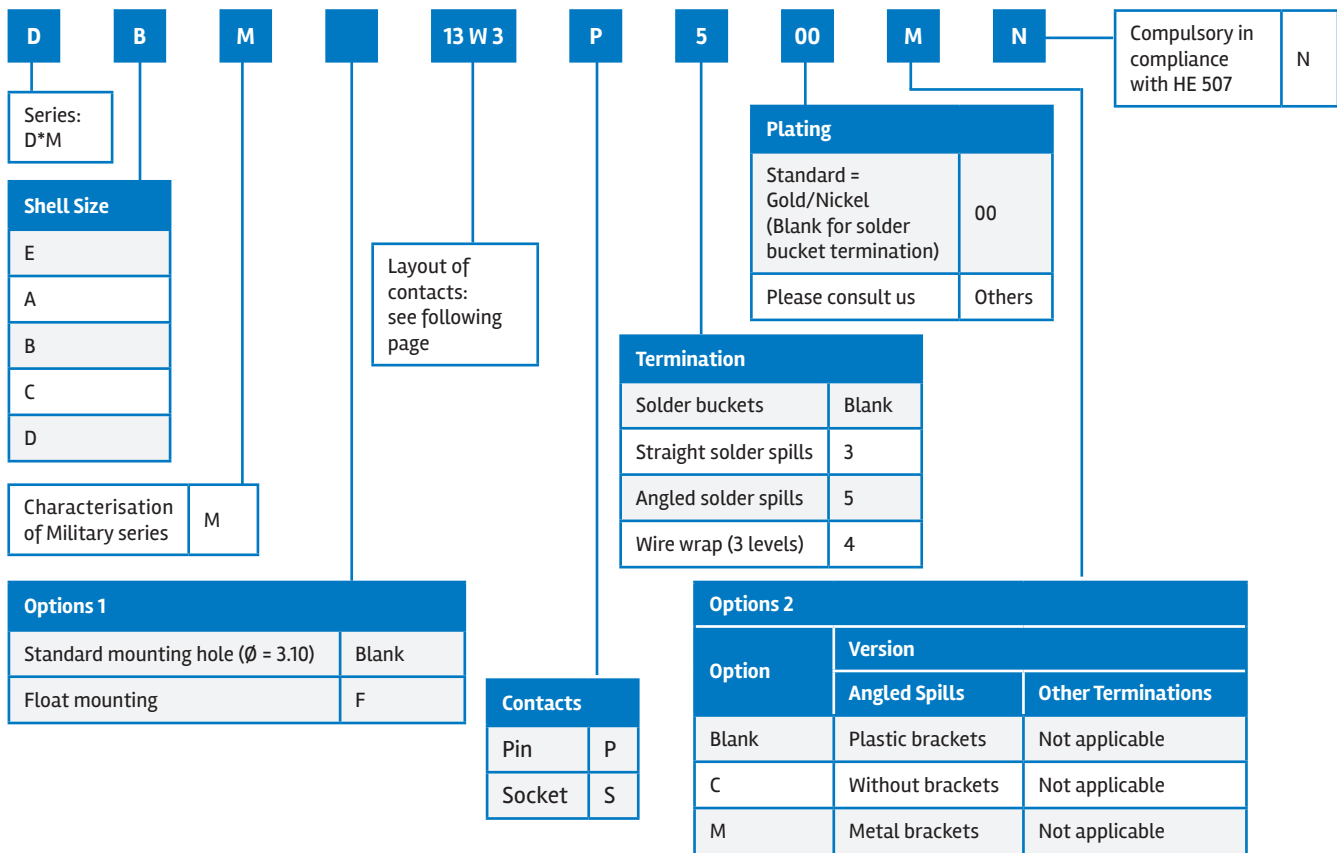 D B M 13 W 3 P 5 00 M N
Compulsory in
compliance
with HE 507
N
Series:
D*M
Shell Size
E
A
B
C
D
Characterisation
of Military series
M
Options 1
Standard mounting hole (Ø = 3.10) Blank
Float mounting F
Layout of
contacts:
see following
page
Contacts
Pin P
Socket S
Termination
Solder buckets Blank
Straight solder spills 3
Angled solder spills 5
Wire wrap (3 levels) 4
Plating
Standard =
Gold/Nickel
(Blank for solder
bucket termination)
00
Please consult us Others
Options 2
Option
Version
Angled Spills Other Terminations
Blank Plastic brackets Not applicable
C Without brackets Not applicable
M Metal brackets Not applicable